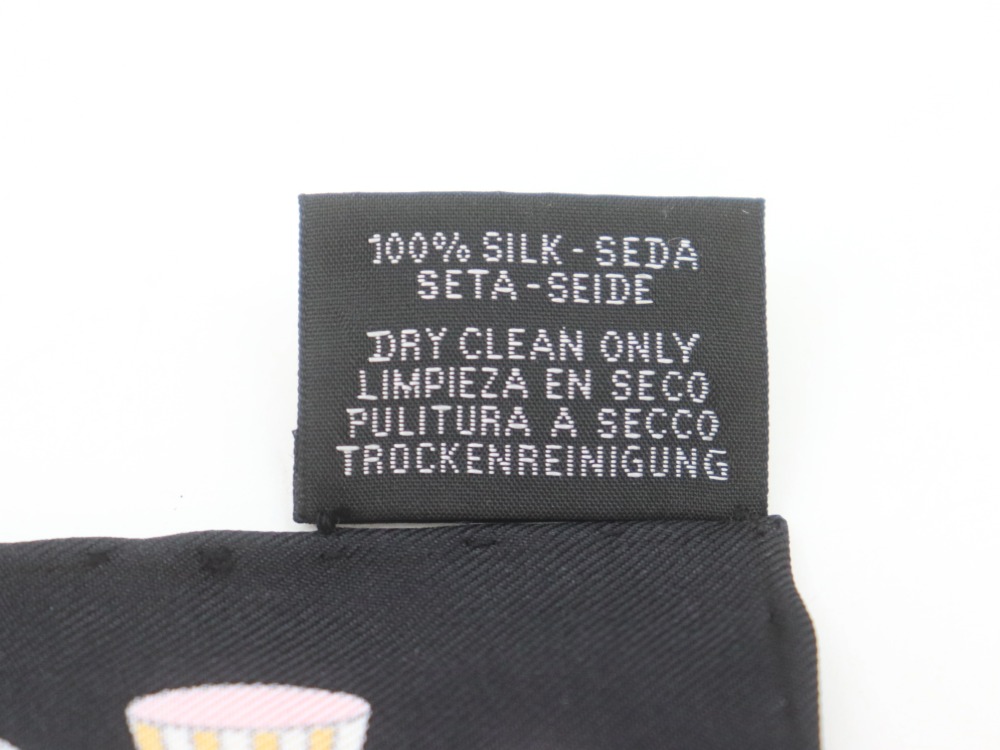 100% SILK - SEDA
SETA - SEIDE
DRY CLEAN ONLY
LIMPIEZA EN SECO
PULITURA A SECCO
TROCKENREINIGUNG